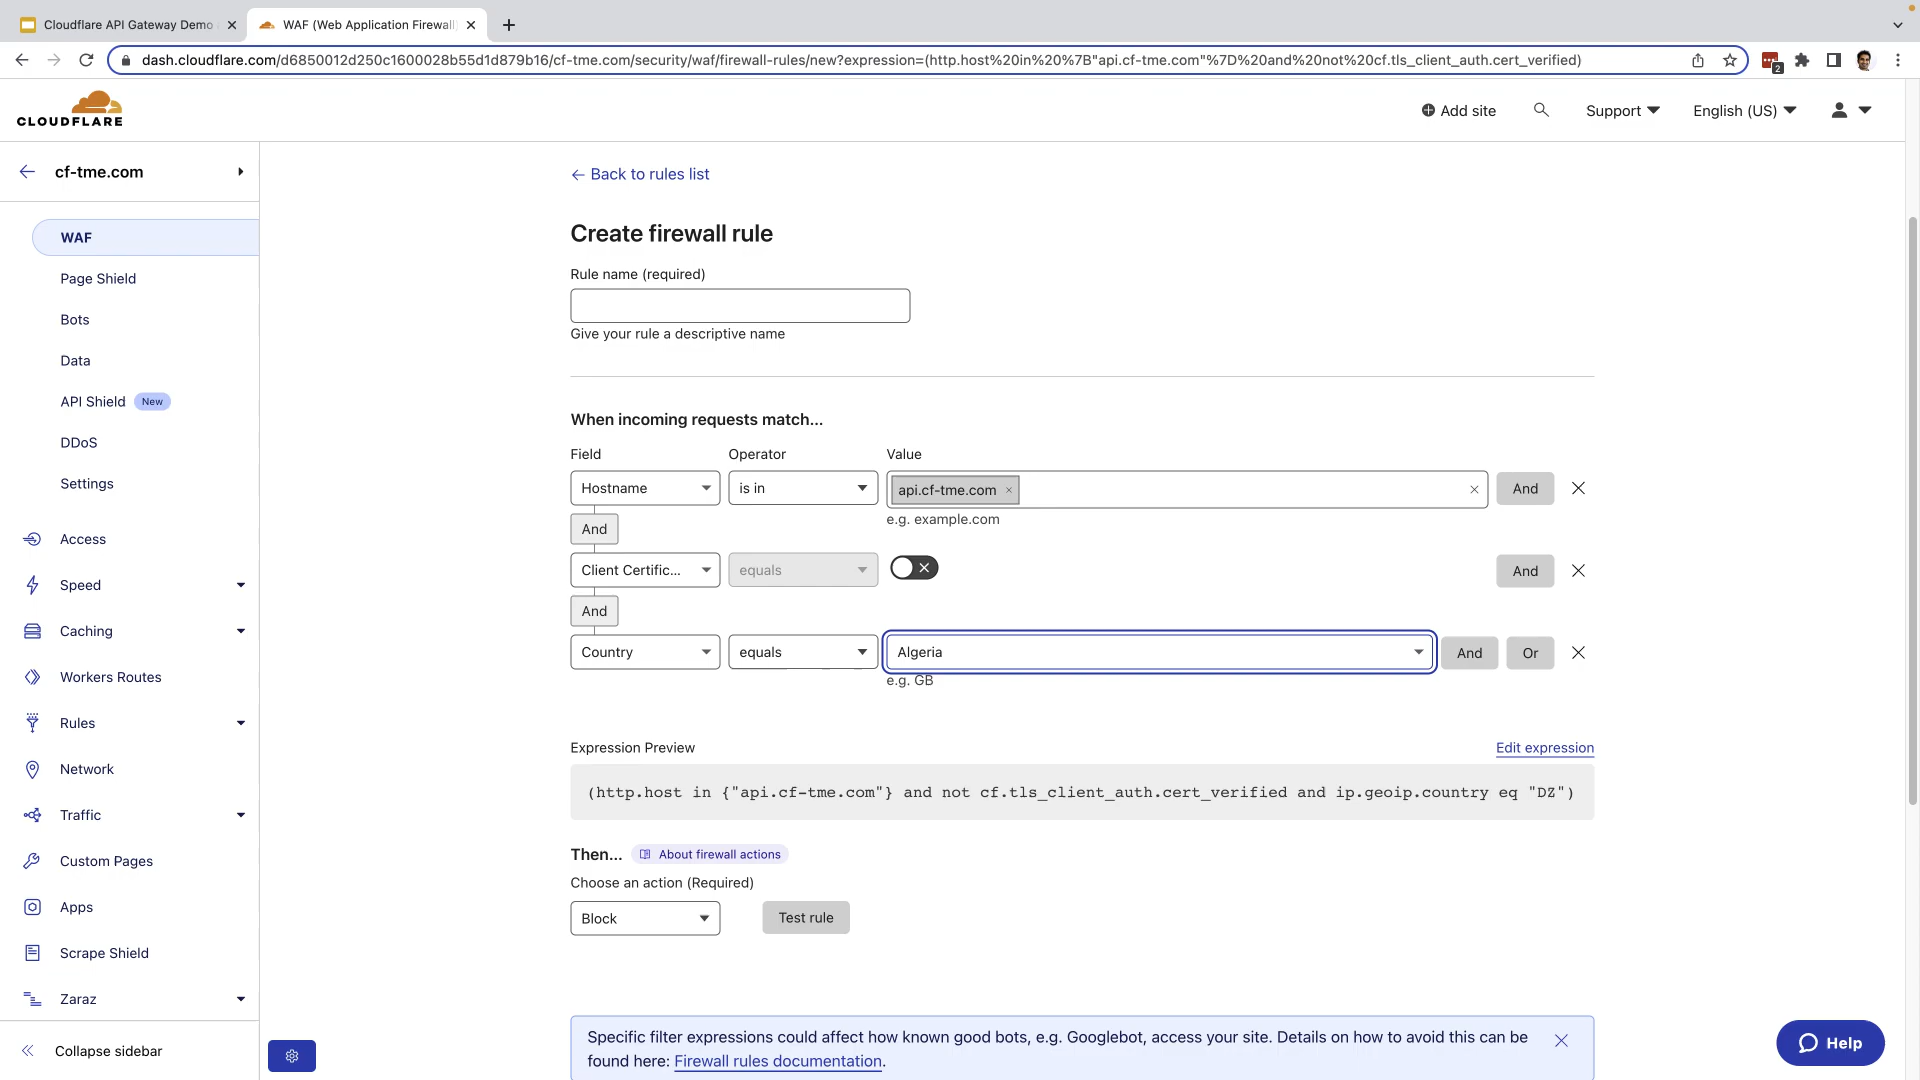 Cloudflare API Gateway Demo
WAF (Web Application Firewall)
dash.cloudflare.com/d6850012d250c1600028b55d1d879b16/cf-tme.com/security/waf/firewall-rules/new?expression=(http.host%20in%20%7B"api.cf-tme.com"%7D%20and%20not%20cf.tls_client_auth.cert_verified)
2
CLOUDFLARE
Add site
Support
English (US)
cf-tme.com
WAF
Page Shield
Bots
Data
API Shield New
DDoS
Settings
Access
Speed
Caching
Workers Routes
Rules
Network
Traffic
Custom Pages
Apps
Scrape Shield
Zaraz
Collapse sidebar
Back to rules list
Create firewall rule
Rule name (required)
Give your rule a descriptive name
When incoming requests match...
Field Operator Value
Hostname is in api.cf-tme.com And
e.g. example.com
And
Client Certific... equals And
And
Country equals Algeria And Or
e.g. GB
Expression Preview Edit expression
(http.host in {"api.cf-tme.com"} and not cf.tls_client_auth.cert_verified and ip.geoip.country eq "DZ")
Then... About firewall actions
Choose an action (Required)
Block Test rule
Specific filter expressions could affect how known good bots, e.g. Googlebot, access your site. Details on how to avoid this can be
found here: Firewall rules documentation.
Help